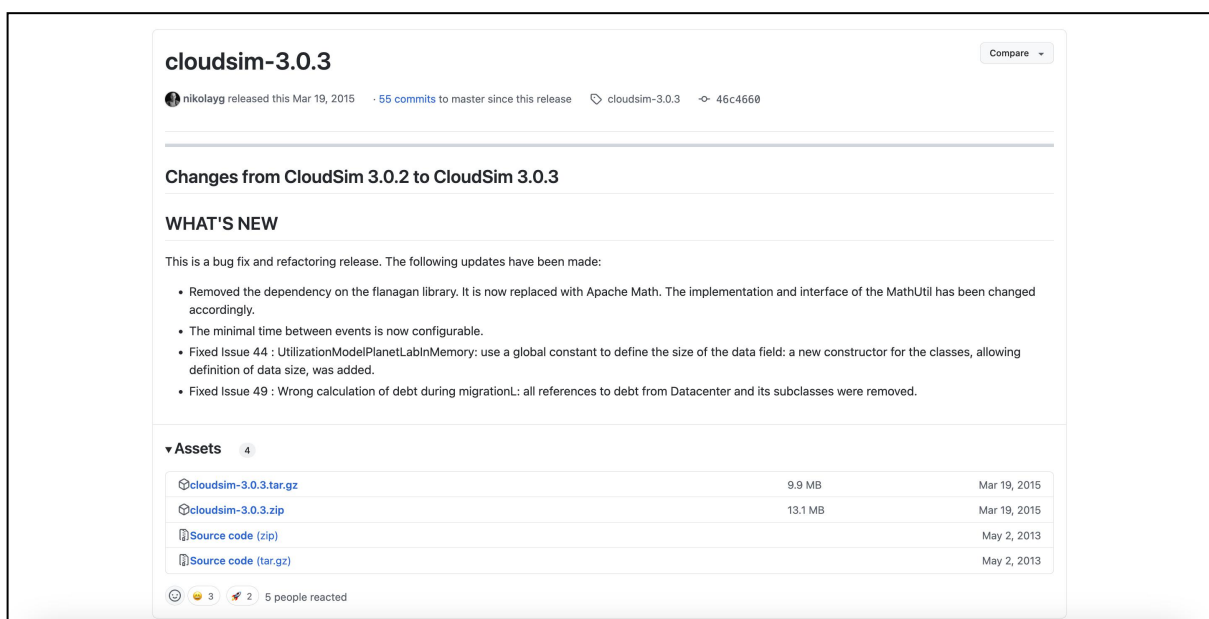 cloudsim-3.0.3
Compare
nikolayg released this Mar 19, 2015 · 55 commits to master since this release cloudsim-3.0.3 46c4660
Changes from CloudSim 3.0.2 to CloudSim 3.0.3
WHAT'S NEW
This is a bug fix and refactoring release. The following updates have been made:
• Removed the dependency on the flanagan library. It is now replaced with Apache Math. The implementation and interface of the MathUtil has been changed
accordingly.
• The minimal time between events is now configurable.
• Fixed Issue 44 : UtilizationModelPlanetLabInMemory: use a global constant to define the size of the data field: a new constructor for the classes, allowing
definition of data size, was added.
• Fixed Issue 49 : Wrong calculation of debt during migrationL: all references to debt from Datacenter and its subclasses were removed.
Assets 4
cloudsim-3.0.3.tar.gz 9.9 MB Mar 19, 2015
cloudsim-3.0.3.zip 13.1 MB Mar 19, 2015
Source code (zip) May 2, 2013
Source code (tar.gz) May 2, 2013
3 2 5 people reacted